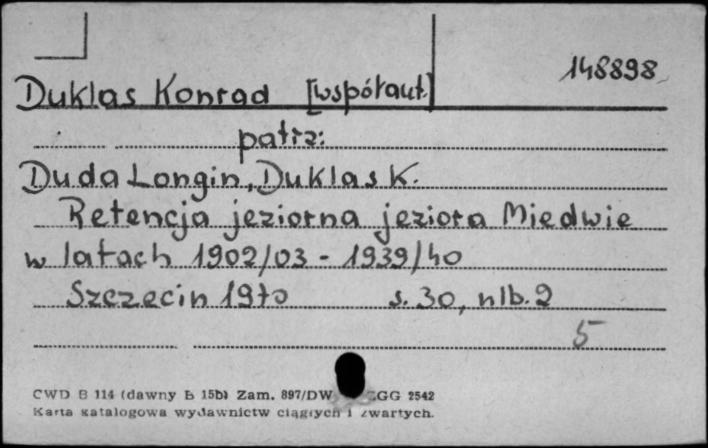 148898
Duklas Konrad [współaut.]
patrz:
Duda Longin, Duklas K.
Retencja jeziorna jeziora Miedwie
w latach 1902/03 - 1939/40
Szczecin 1970 s. 30, nlb. 2
5
CWD B 114 (dawny B 15b) Zam. 897/DW GG 2542
Karta katalogowa wydawnictw ciągłych i zwartych.